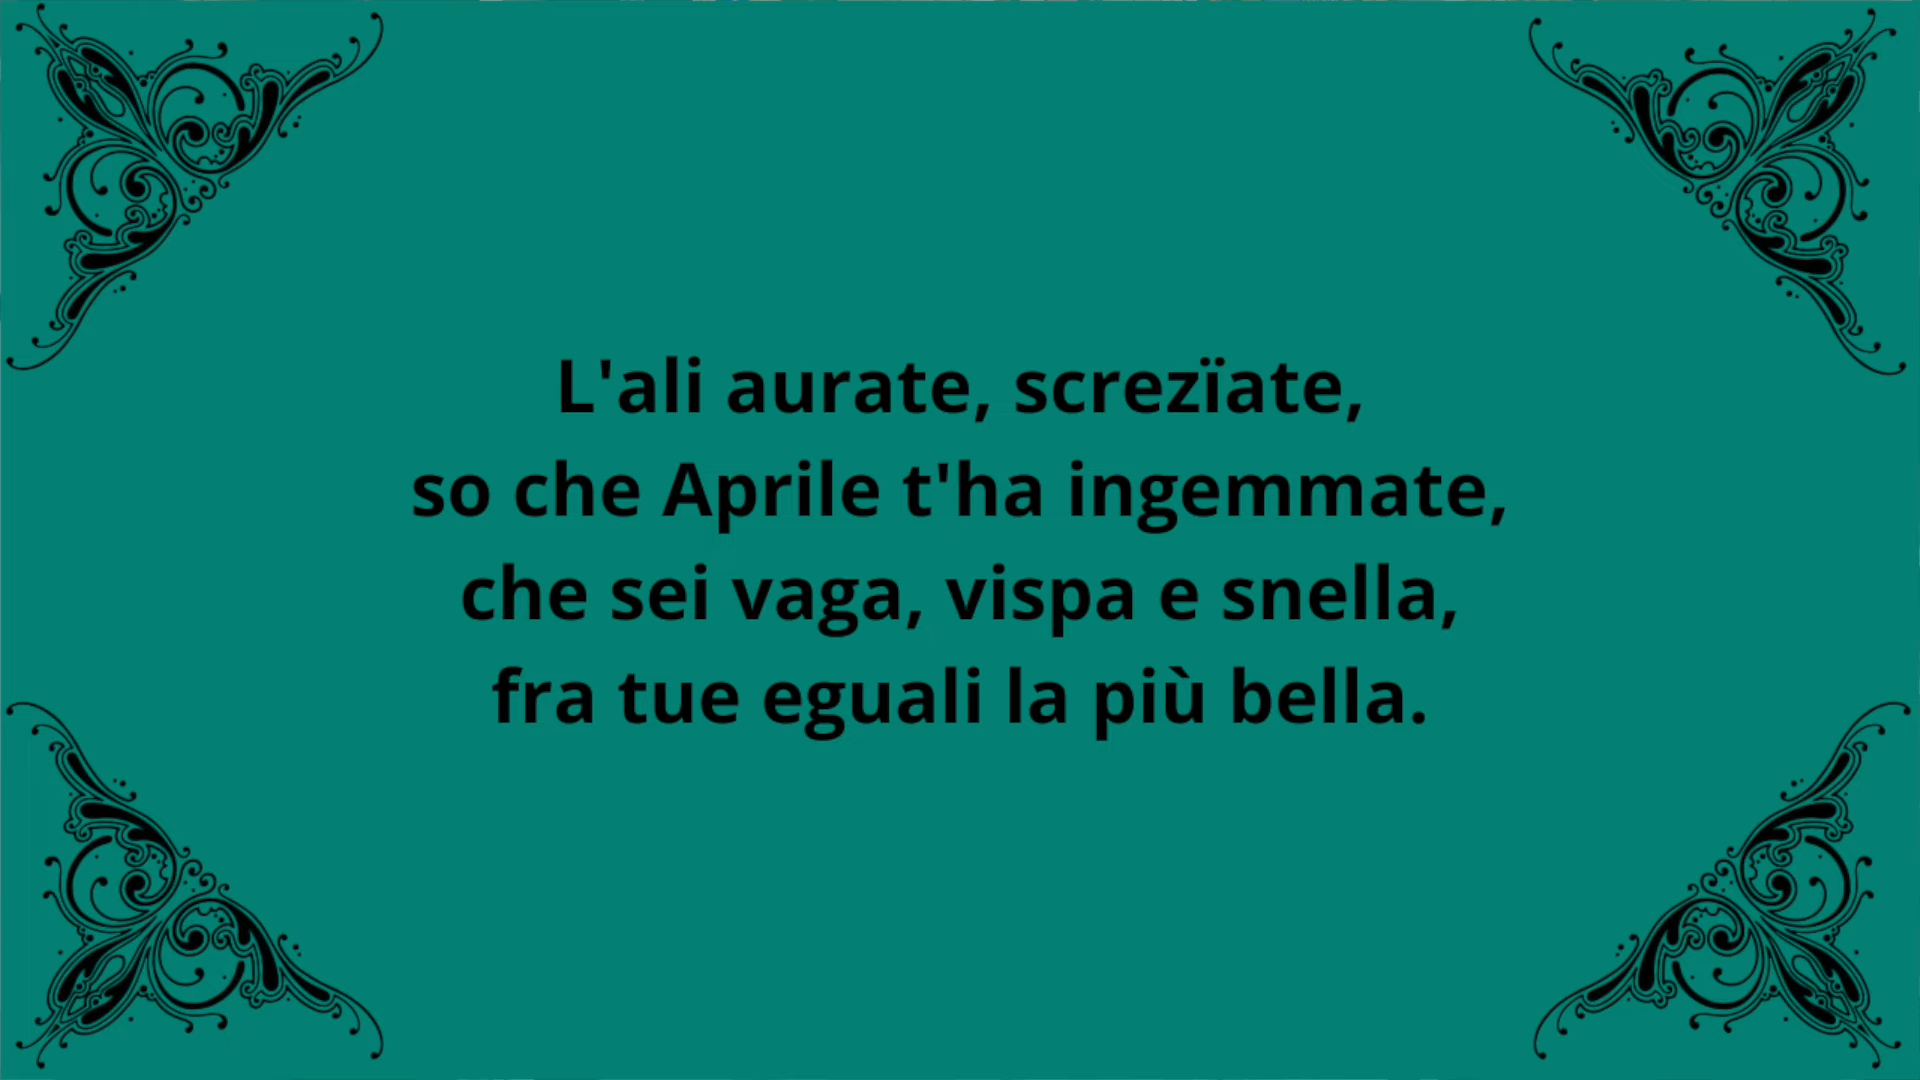 L'ali aurate, screzïate,
so che Aprile t'ha ingemmate,
che sei vaga, vispa e snella,
fra tue eguali la più bella.